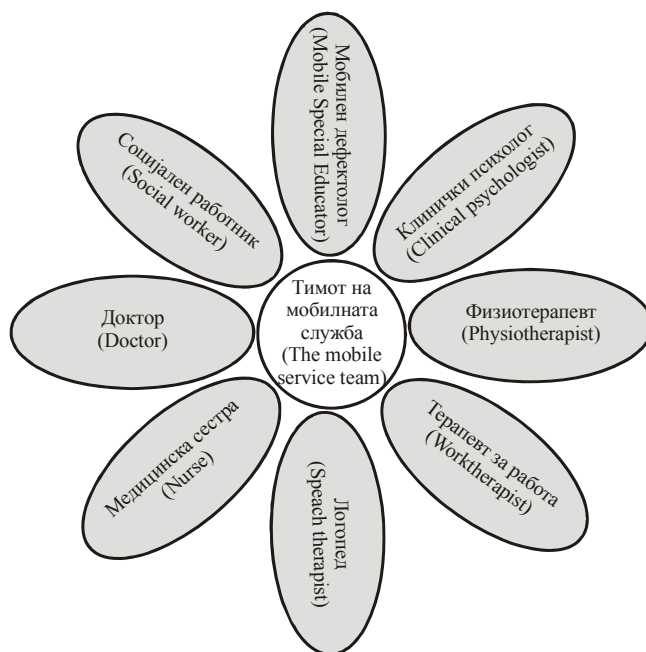 Мобилен дефектолог
(Mobile Special Educator)
Клинички психолог
(Clinical psychologist)
Физиотерапевт
(Physiotherapist)
Терапевт за работа
(Worktherapist)
Логопед
(Speach therapist)
Медицинска сестра
(Nurse)
Доктор
(Doctor)
Социјален работник
(Social worker)
Тимот на
мобилната
служба
(The mobile
service team)